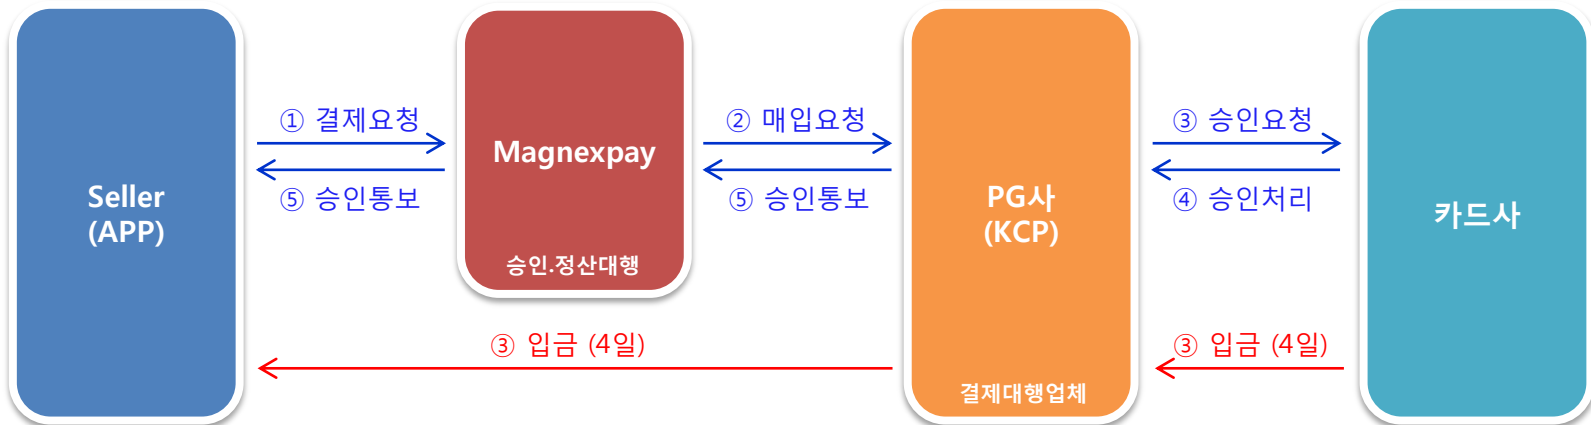 ① 결제요청
② 매입요청
③ 승인요청
Magnexpay
⑤ 승인통보
⑤ 승인통보
④ 승인처리
Seller
(APP)
PG사
(KCP)
카드사
승인.정산대행
③ 입금 (4일)
③ 입금 (4일)
결제대행업체